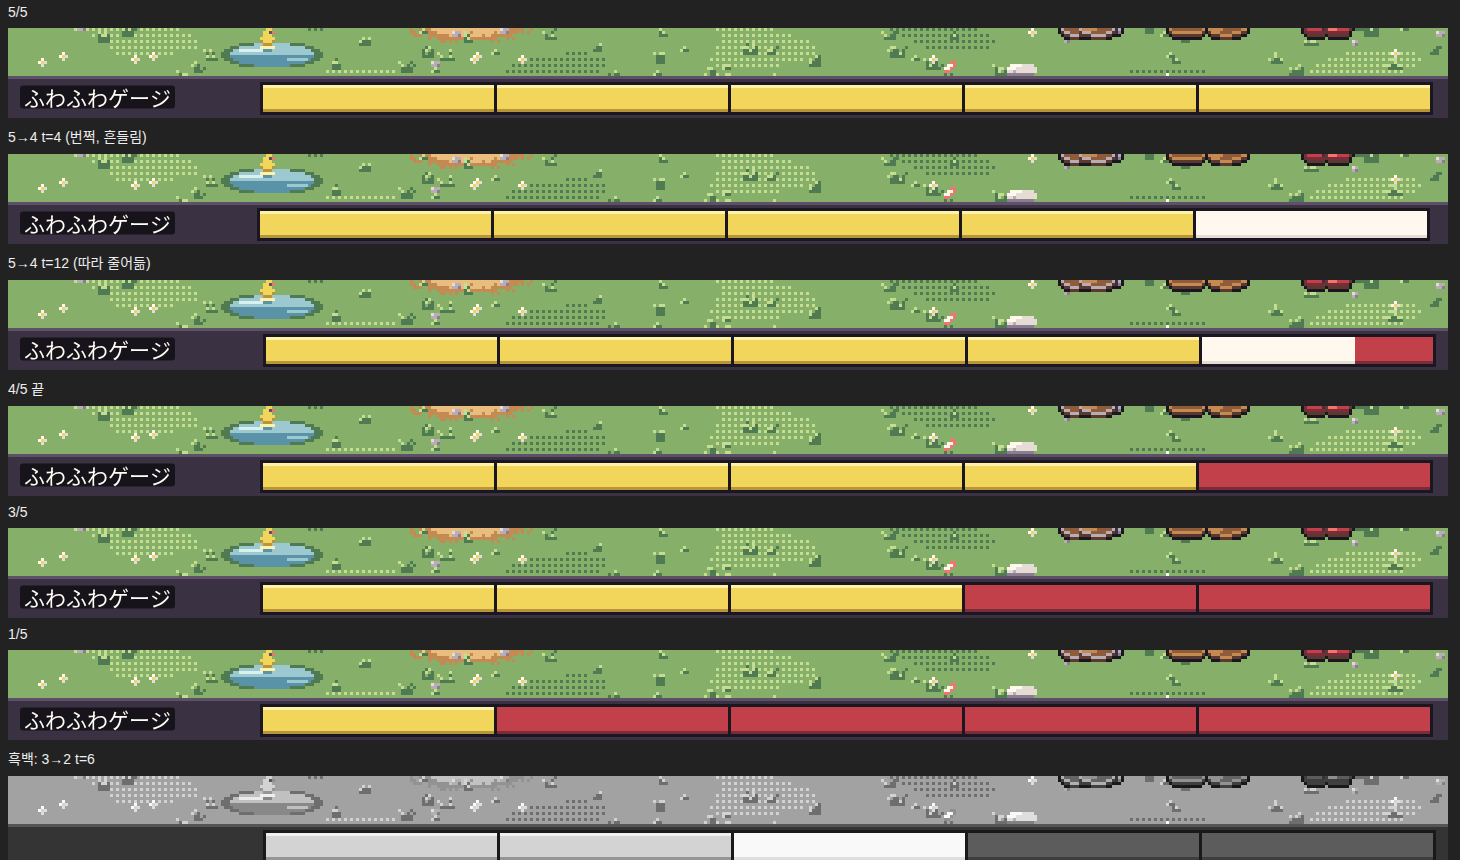 5/5
ふわふわゲージ
5→4 t=4 (번쩍, 흔들림)
ふわふわゲージ
5→4 t=12 (따라 줄어듦)
ふわふわゲージ
4/5 끝
ふわふわゲージ
3/5
ふわふわゲージ
1/5
ふわふわゲージ
흑백: 3→2 t=6